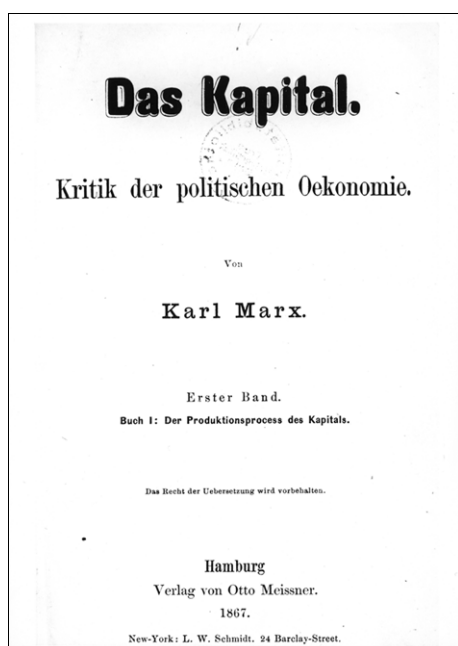 Das Kapital.
Kritik der politischen Oekonomie.
Von
Karl Marx.
Erster Band.
Buch I: Der Produktionsprocess des Kapitals.
Das Recht der Uebersetzung wird vorbehalten.
Hamburg
Verlag von Otto Meissner.
1867.
New-York: L. W. Schmidt. 24 Barclay-Street.